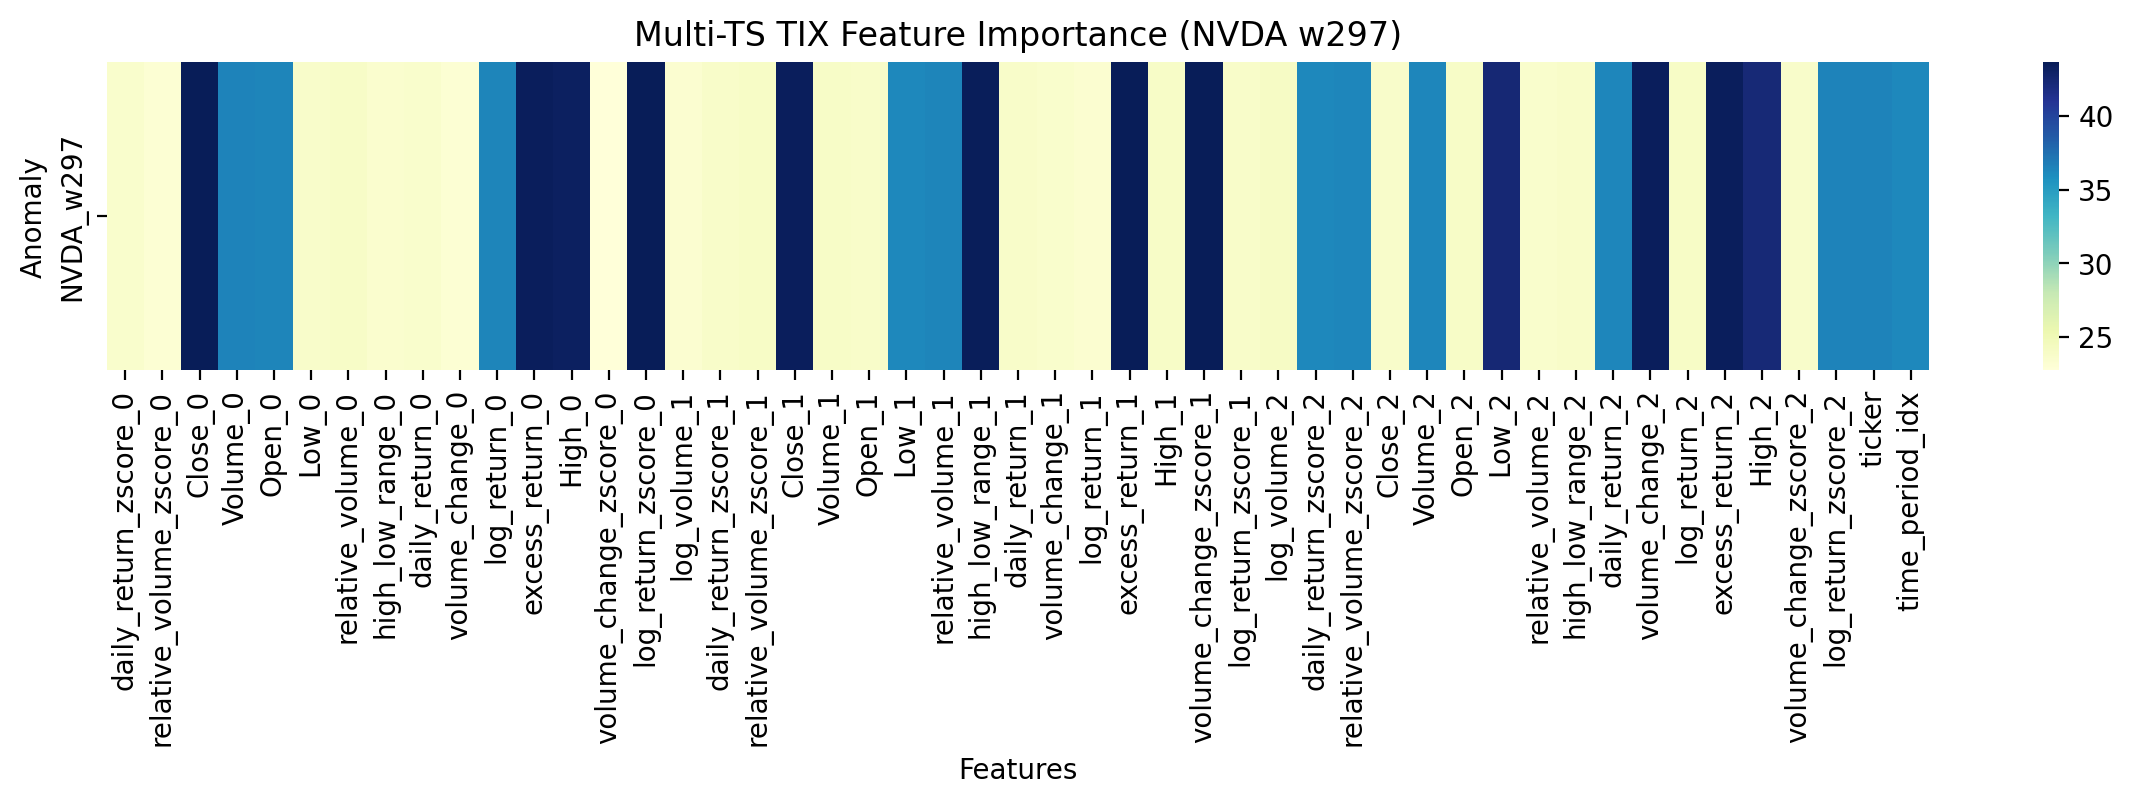 Multi-TS TIX Feature Importance (NVDA w297)
Anomaly
NVDA_w297
40
35
30
25
daily_return_zscore_0
relative_volume_zscore_0
Close_0
Volume_0
Open_0
Low_0
relative_volume_0
high_low_range_0
daily_return_0
volume_change_0
log_return_0
excess_return_0
High_0
volume_change_zscore_0
log_return_zscore_0
log_volume_1
daily_return_zscore_1
relative_volume_zscore_1
Close_1
Volume_1
Open_1
Low_1
relative_volume_1
high_low_range_1
daily_return_1
volume_change_1
log_return_1
excess_return_1
High_1
volume_change_zscore_1
log_return_zscore_1
log_volume_2
daily_return_zscore_2
relative_volume_zscore_2
Close_2
Volume_2
Open_2
Low_2
relative_volume_2
high_low_range_2
daily_return_2
volume_change_2
log_return_2
excess_return_2
High_2
volume_change_zscore_2
log_return_zscore_2
ticker
time_period_idx
Features